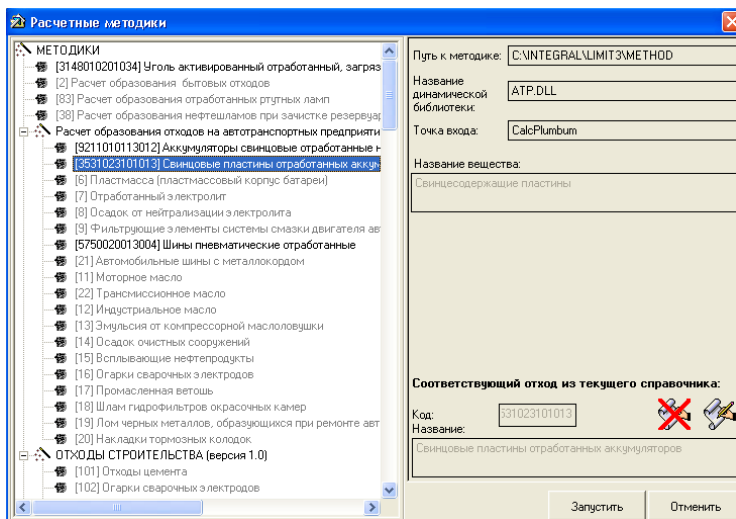 Расчетные методики
МЕТОДИКИ
[3148010201034] Уголь активированный отработанный, загряз
[2] Расчет образования бытовых отходов
[83] Расчет образования отработанных ртутных ламп
[38] Расчет образования нефтешламов при зачистке резервуар
Расчет образования отходов на автотранспортных предприяти
[9211010113012] Аккумуляторы свинцовые отработанные н
[3531023101013] Свинцовые пластины отработанных аккум
[6] Пластмасса (пластмассовый корпус батареи)
[7] Отработанный электролит
[8] Осадок от нейтрализации электролита
[9] Фильтрующие элементы системы смазки двигателя авт
[5750020013004] Шины пневматические отработанные
[21] Автомобильные шины с металлокордом
[11] Моторное масло
[22] Трансмиссионное масло
[12] Индустриальное масло
[13] Эмульсия от компрессорной маслоловушки
[14] Осадок очистных сооружений
[15] Всплывающие нефтепродукты
[16] Огарки сварочных электродов
[17] Промасленная ветошь
[18] Шлам гидрофильтров окрасочных камер
[19] Лом черных металлов, образующихся при ремонте авт
[20] Накладки тормозных колодок
ОТХОДЫ СТРОИТЕЛЬСТВА (версия 1.0)
[101] Отходы цемента
[102] Огарки сварочных электродов
Путь к методике: C:\INTEGRAL\LIMIT3\METHOD
Название
динамической
библиотеки: ATP.DLL
Точка входа: CalcPlumbum
Название вещества:
Свинцесодержащие пластины
Соответствующий отход из текущего справочника:
Код: 531023101013
Название:
Свинцовые пластины отработанных аккумуляторов
Запустить Отменить